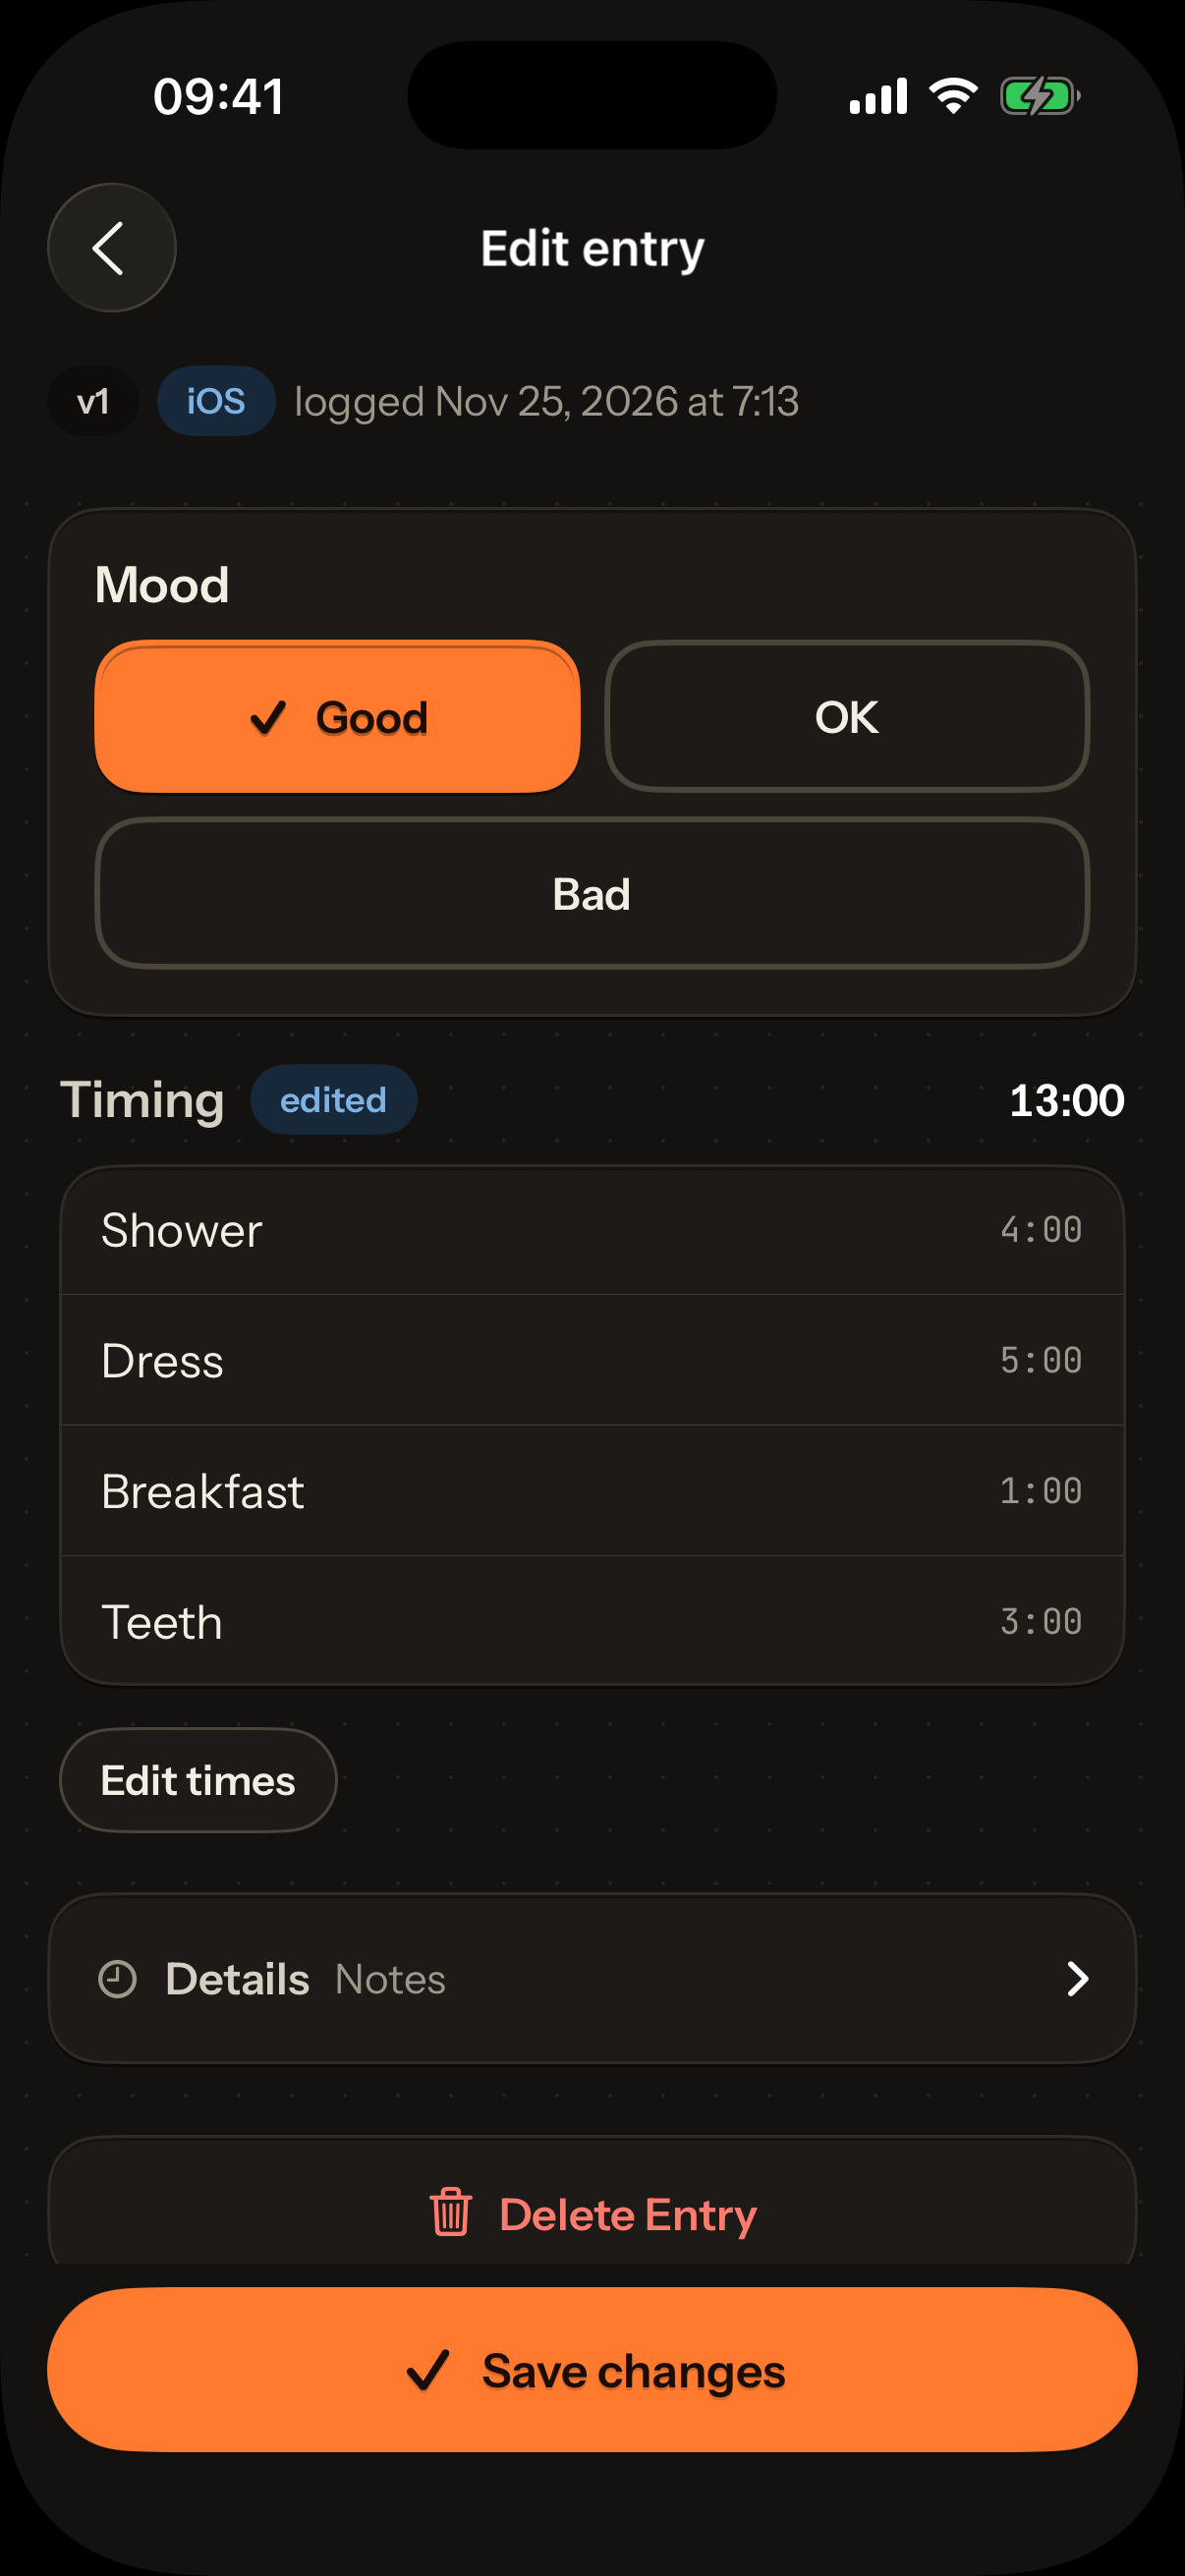 09:41
Edit entry
v1 iOS logged Nov 25, 2026 at 7:13
Mood
Good OK
Bad
Timing edited 13:00
Shower 4:00
Dress 5:00
Breakfast 1:00
Teeth 3:00
Edit times
Details Notes
Delete Entry
Save changes